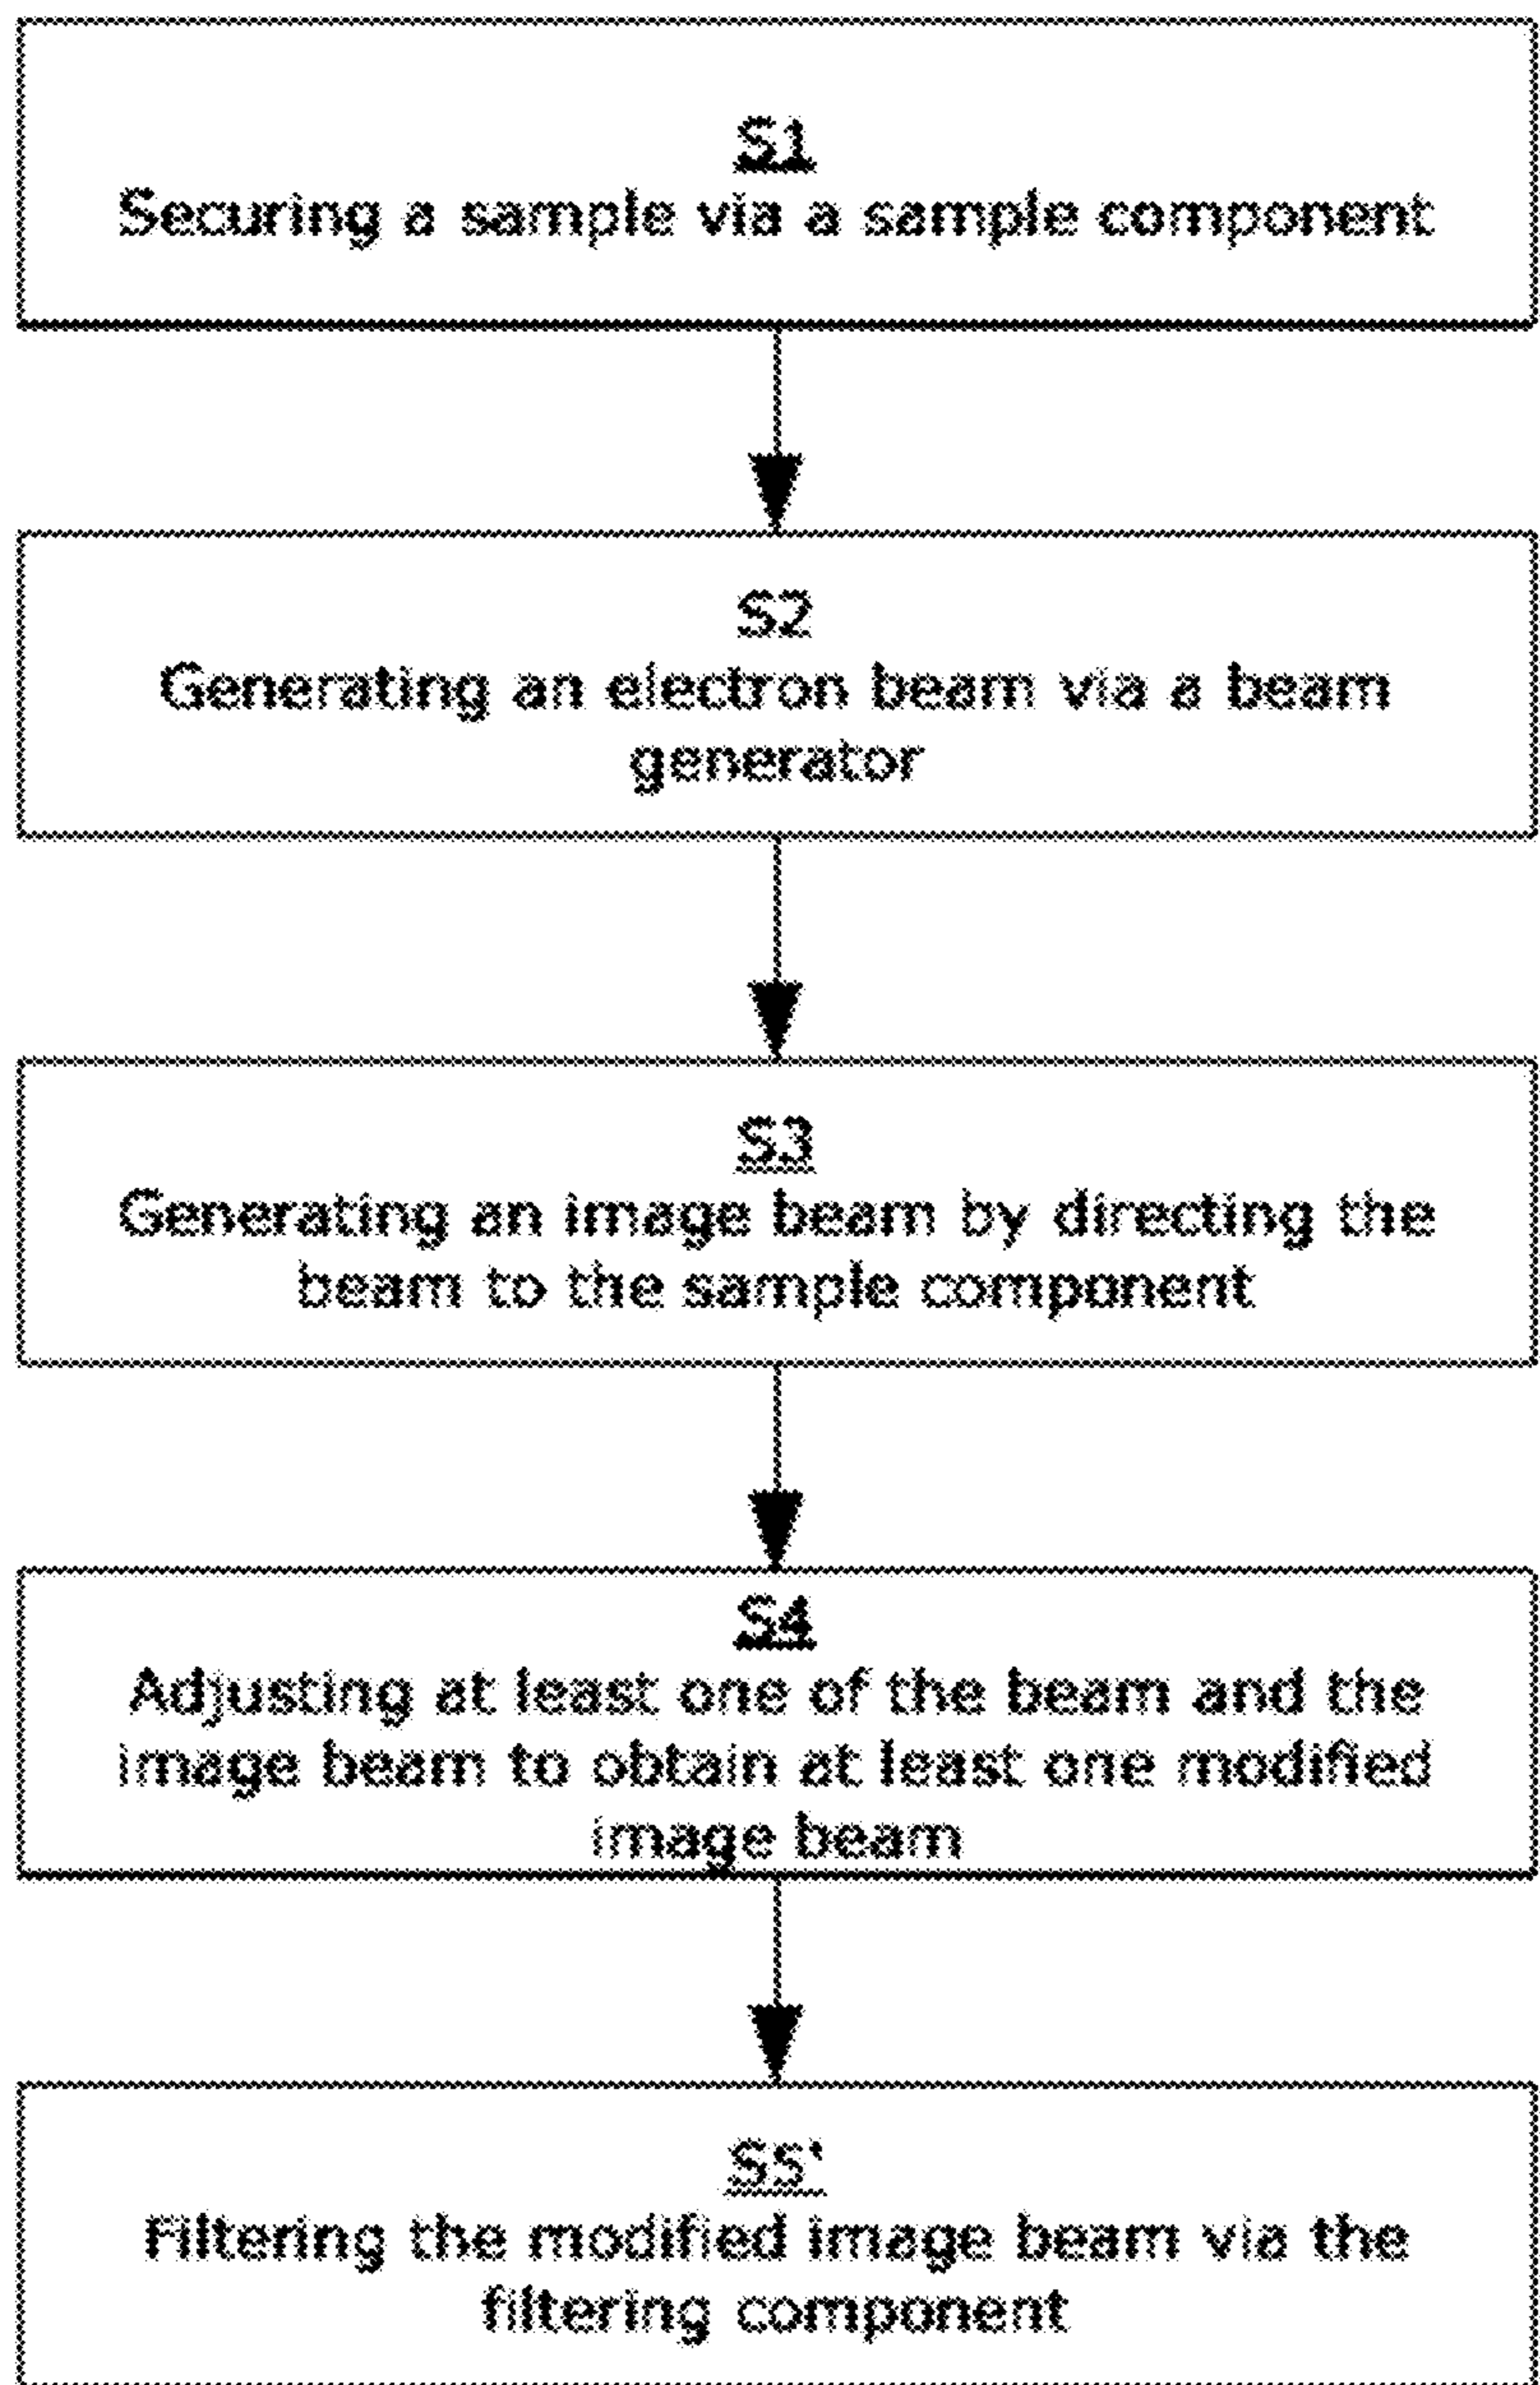 S1
Securing a sample via a sample component
S2
Generating an electron beam via a beam
generator
S3
Generating an image beam by directing the
beam to the sample component
S4
Adjusting at least one of the beam and the
image beam to obtain at least one modified
image beam
S5'
Filtering the modified image beam via the
filtering component